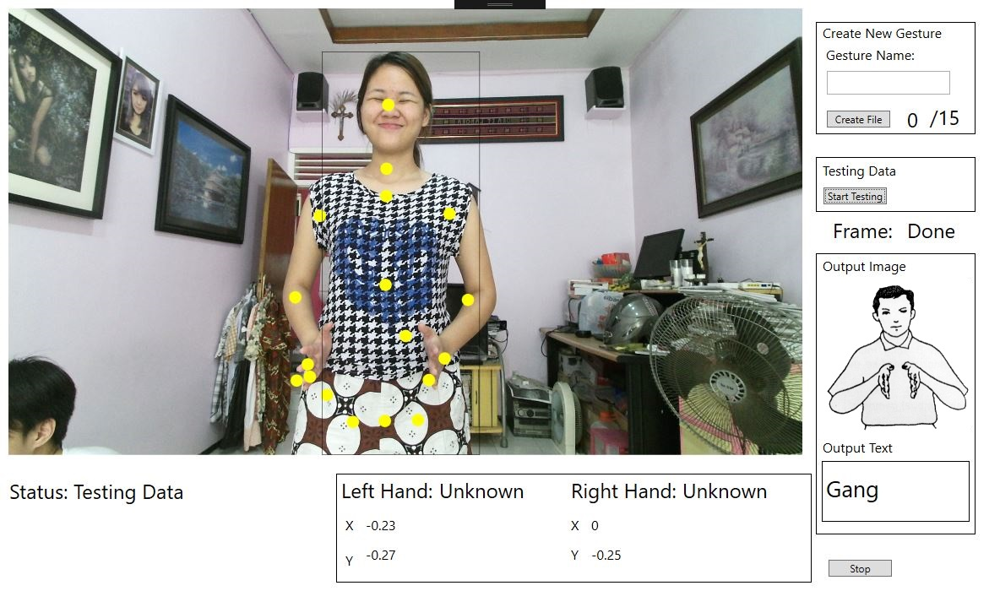 Create New Gesture
Gesture Name:
Create File 0 /15
Testing Data
Start Testing
Frame: Done
Output Image
Output Text
Gang
Status: Testing Data
Left Hand: Unknown
X -0.23
Y -0.27
Right Hand: Unknown
X 0
Y -0.25
Stop